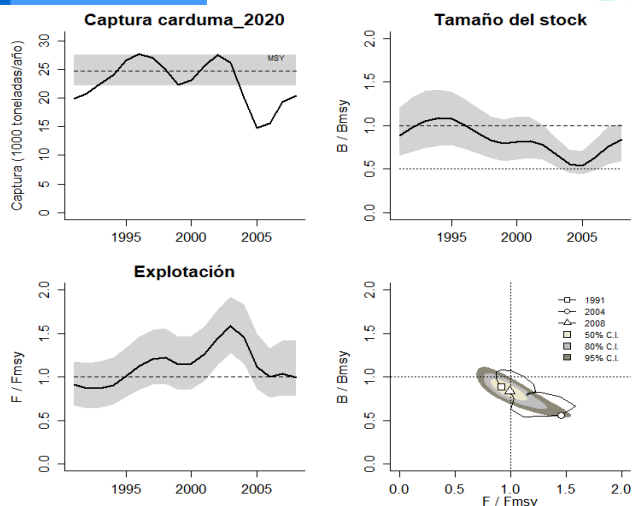 Captura carduma_2020
Captura (1000 toneladas/año)
0 5 10 15 20 25 30
MSY
1995 2000 2005
Tamaño del stock
B / Bmsy
0.0 0.5 1.0 1.5 2.0
1995 2000 2005
Explotación
F / Fmsy
0.0 0.5 1.0 1.5 2.0
1995 2000 2005
B / Bmsy
0.0 0.5 1.0 1.5 2.0
1991
2004
2008
50% C.I.
80% C.I.
95% C.I.
0.0 0.5 1.0 1.5 2.0
F / Fmsy